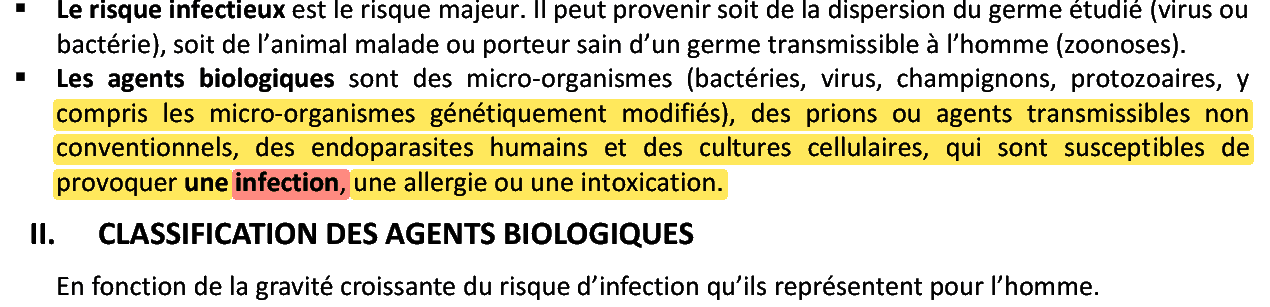 ▪ Le risque infectieux est le risque majeur. Il peut provenir soit de la dispersion du germe étudié (virus ou
bactérie), soit de l’animal malade ou porteur sain d’un germe transmissible à l’homme (zoonoses).
▪ Les agents biologiques sont des micro-organismes (bactéries, virus, champignons, protozoaires, y
compris les micro-organismes génétiquement modifiés), des prions ou agents transmissibles non
conventionnels, des endoparasites humains et des cultures cellulaires, qui sont susceptibles de
provoquer une infection, une allergie ou une intoxication.
II. CLASSIFICATION DES AGENTS BIOLOGIQUES
En fonction de la gravité croissante du risque d’infection qu’ils représentent pour l’homme.